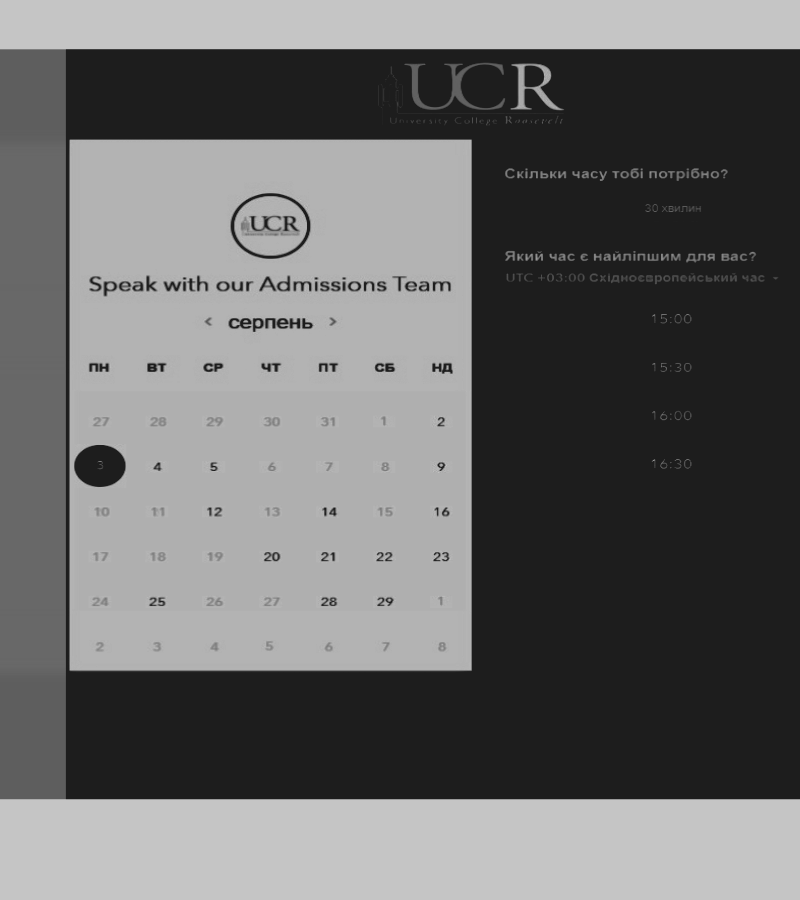 UCR
University College Roosevelt
UCR
Speak with our Admissions Team
< серпень >
ПН ВТ СР ЧТ ПТ СБ НД
27 28 29 30 31 1 2
3 4 5 6 7 8 9
10 11 12 13 14 15 16
17 18 19 20 21 22 23
24 25 26 27 28 29 1
2 3 4 5 6 7 8
Скільки часу тобі потрібно?
30 хвилин
Який час є найліпшим для вас?
UTC +03:00 Східноєвропейський час
15:00
15:30
16:00
16:30